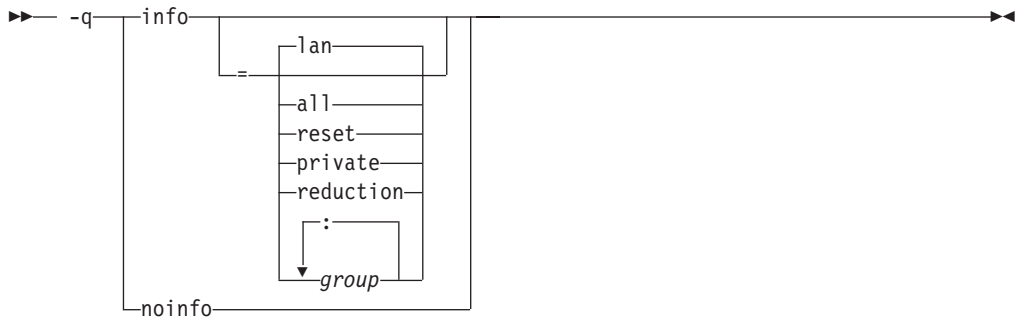 -q info
lan
=
all
reset
private
reduction
:
group
noinfo